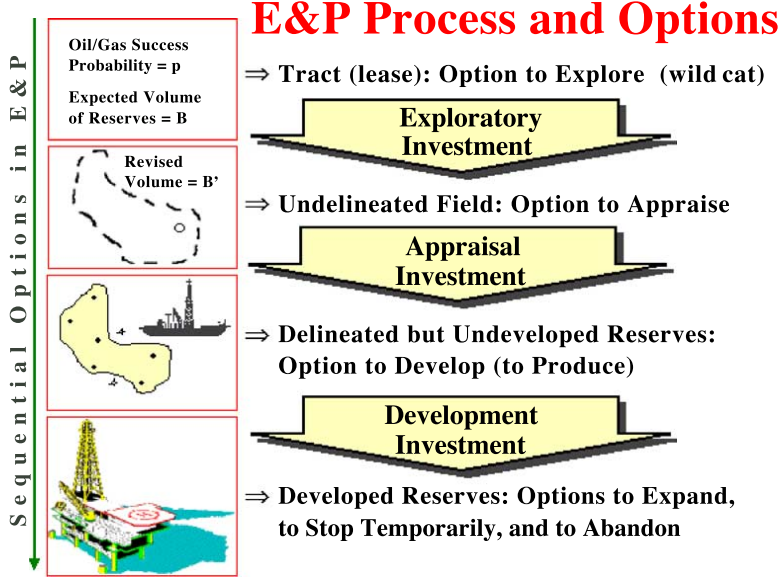 E&P Process and Options
Sequential Options in E&P
Oil/Gas Success
Probability = p
Expected Volume
of Reserves = B
⇒ Tract (lease): Option to Explore (wild cat)
Exploratory
Investment
Revised
Volume = B’
⇒ Undelineated Field: Option to Appraise
Appraisal
Investment
⇒ Delineated but Undeveloped Reserves:
Option to Develop (to Produce)
Development
Investment
⇒ Developed Reserves: Options to Expand,
to Stop Temporarily, and to Abandon